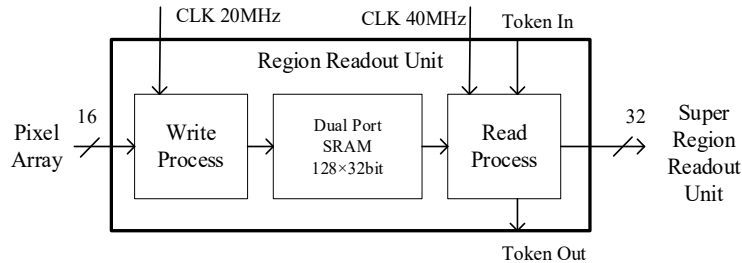 CLK 20MHz
CLK 40MHz
Token In
Region Readout Unit
16
Pixel
Array
Write
Process
Dual Port
SRAM
128×32bit
Read
Process
32
Super
Region
Readout
Unit
Token Out